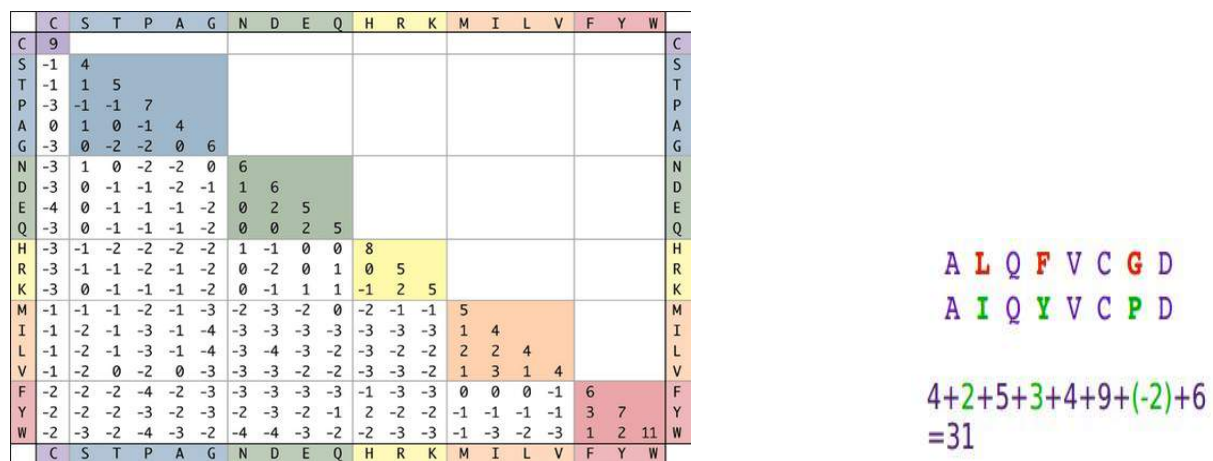 C S T P A G N D E Q H R K M I L V F Y W
C 9 C
S -1 4 S
T -1 1 5 T
P -3 -1 -1 7 P
A 0 1 0 -1 4 A
G -3 0 -2 -2 0 6 G
N -3 1 0 -2 -2 0 6 N
D -3 0 -1 -1 -2 -1 1 6 D
E -4 0 -1 -1 -1 -2 0 2 5 E
Q -3 0 -1 -1 -1 -2 0 0 2 5 Q
H -3 -1 -2 -2 -2 -2 1 -1 0 0 8 H
R -3 -1 -1 -2 -1 -2 0 -2 0 1 0 5 R
K -3 0 -1 -1 -1 -2 0 -1 1 1 -1 2 5 K
M -1 -1 -1 -2 -1 -3 -2 -3 -2 0 -2 -1 -1 5 M
I -1 -2 -1 -3 -1 -4 -3 -3 -3 -3 -3 -3 -3 1 4 I
L -1 -2 -1 -3 -1 -4 -3 -4 -3 -2 -3 -2 -2 2 2 4 L
V -1 -2 0 -2 0 -3 -3 -3 -2 -2 -3 -3 -2 1 3 1 4 V
F -2 -2 -2 -4 -2 -3 -3 -3 -3 -3 -1 -3 -3 0 0 0 -1 6 F
Y -2 -2 -2 -3 -2 -3 -2 -3 -2 -1 2 -2 -2 -1 -1 -1 -1 3 7 Y
W -2 -3 -2 -4 -3 -2 -4 -4 -3 -2 -2 -3 -3 -1 -3 -2 -3 1 2 11 W
C S T P A G N D E Q H R K M I L V F Y W
A L Q F V C G D
A I Q Y V C P D
4+2+5+3+4+9+(-2)+6
=31